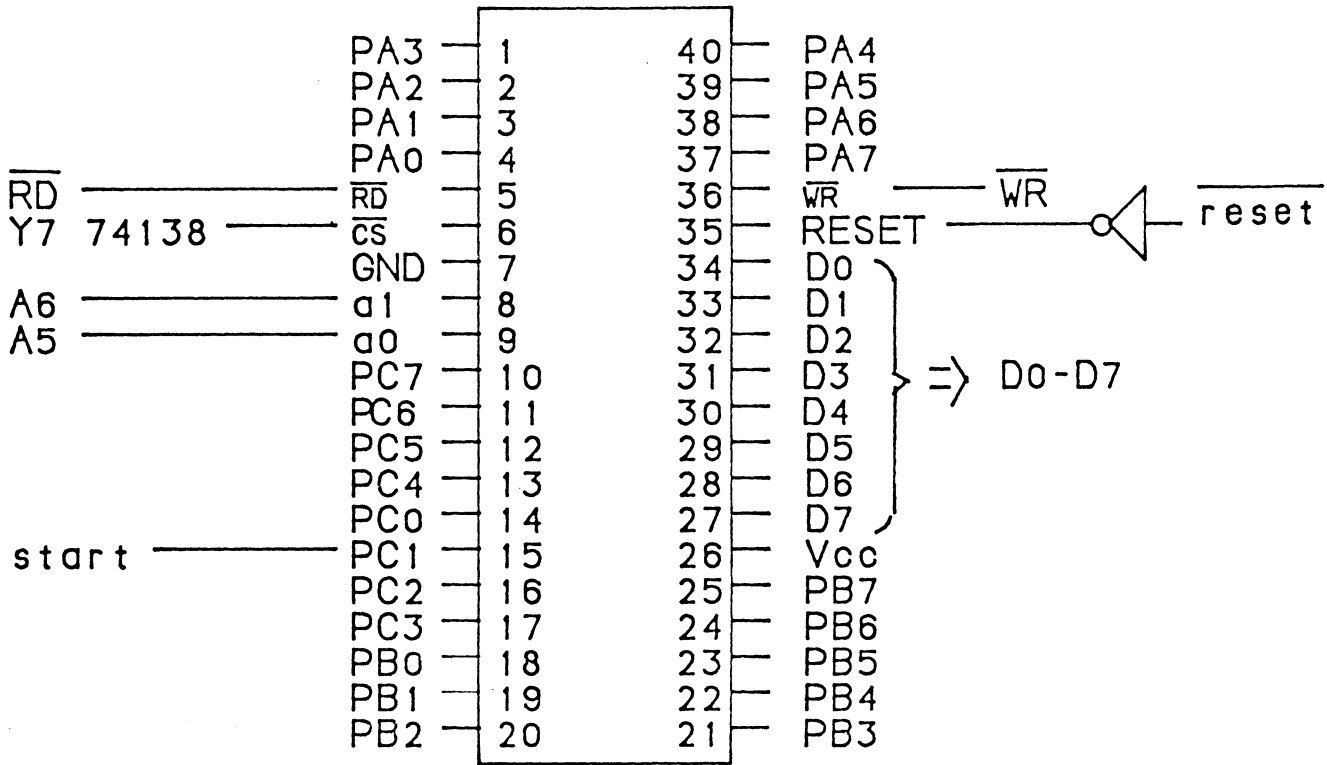 PA3 1 40 PA4
PA2 2 39 PA5
PA1 3 38 PA6
PA0 4 37 PA7
RD RD 5 36 WR WR reset
Y7 74138 CS 6 35 RESET
GND 7 34 D0
A6 a1 8 33 D1
A5 a0 9 32 D2
PC7 10 31 D3 => D0-D7
PC6 11 30 D4
PC5 12 29 D5
PC4 13 28 D6
PC0 14 27 D7
start PC1 15 26 Vcc
PC2 16 25 PB7
PC3 17 24 PB6
PB0 18 23 PB5
PB1 19 22 PB4
PB2 20 21 PB3